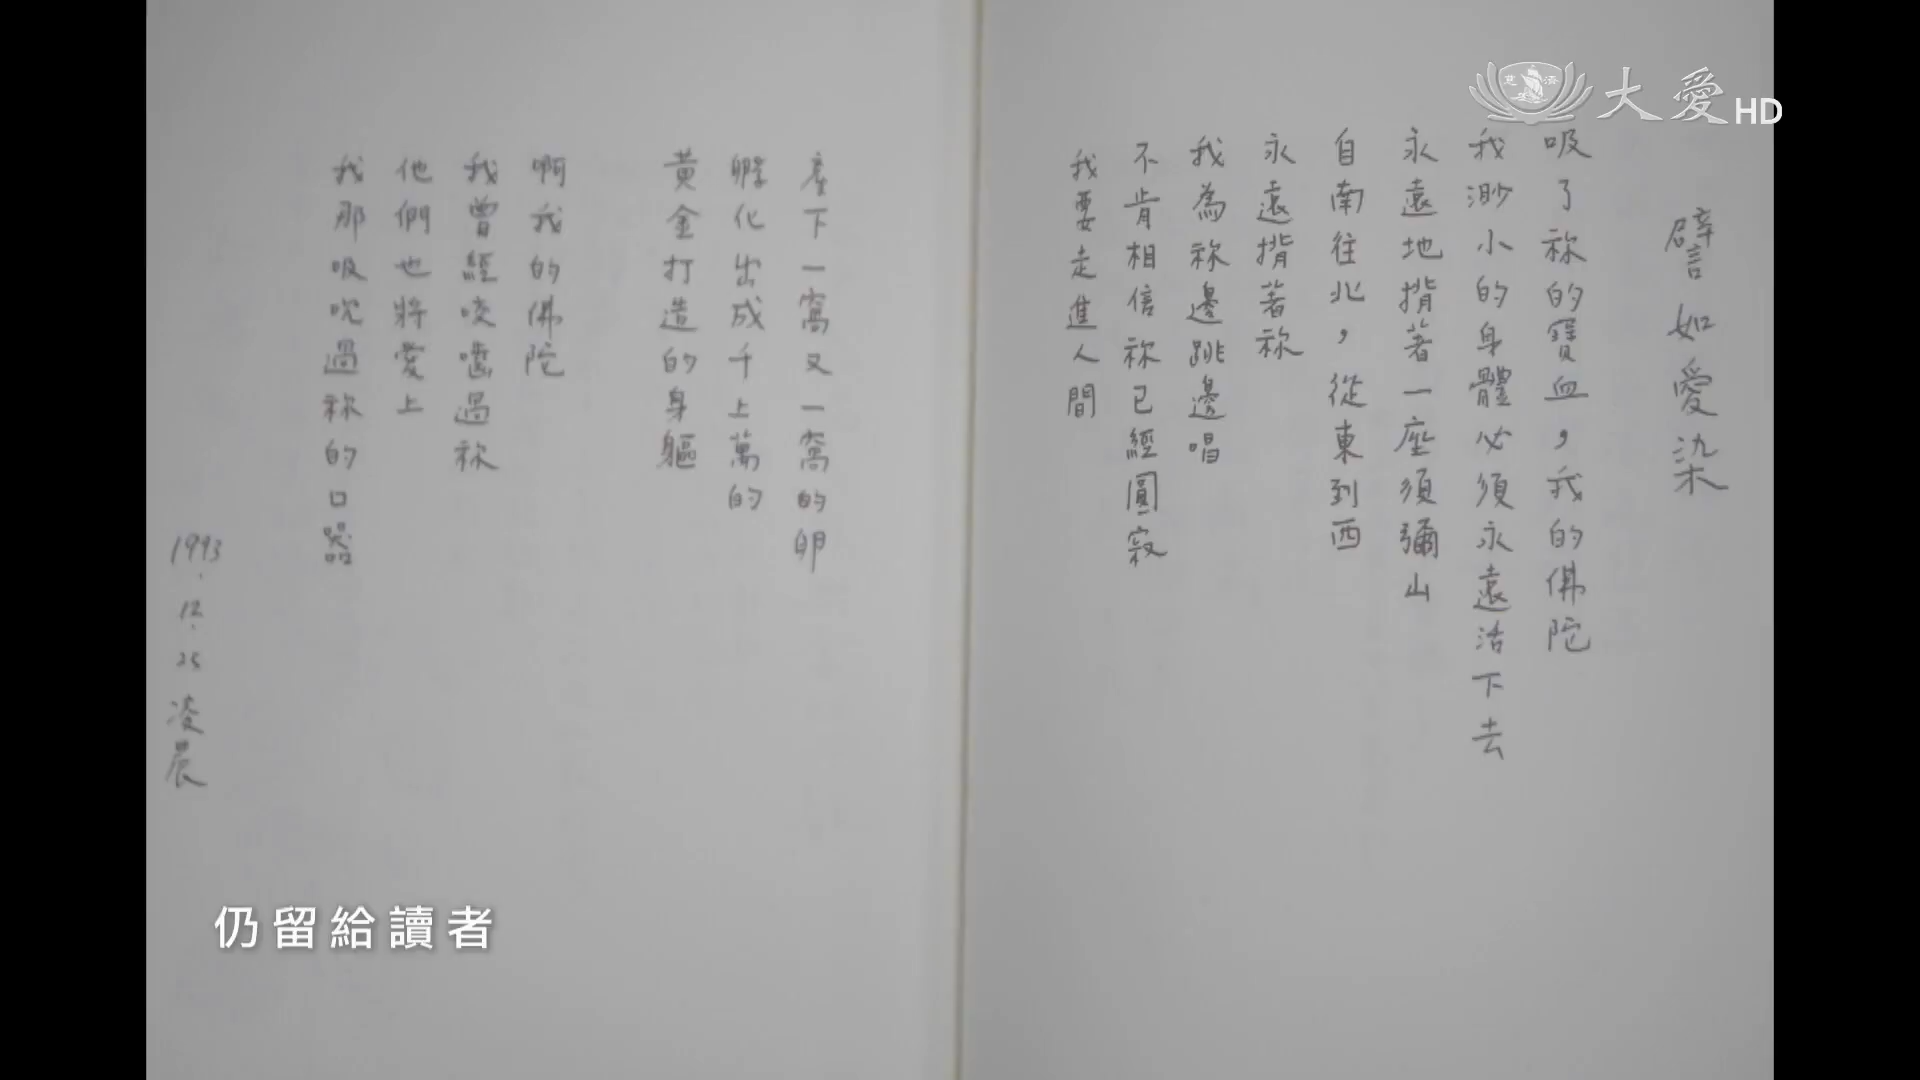 譬如愛染
吸了祢的寶血，我的佛陀
我渺小的身體必須永遠活下去
永遠地揹著一座須彌山
自南往北，從東到西
永遠揹著祢
我為祢邊跳邊唱
不肯相信祢已經圓寂
我要走進人間
產下一窩又一窩的卵
孵化出成千上萬的
黃金打造的身軀
啊我的佛陀
我曾經咬嚙過祢
他們也將愛上
我那吸吮過祢的口器
1993.12.25凌晨
慈濟
大愛HD
仍留給讀者